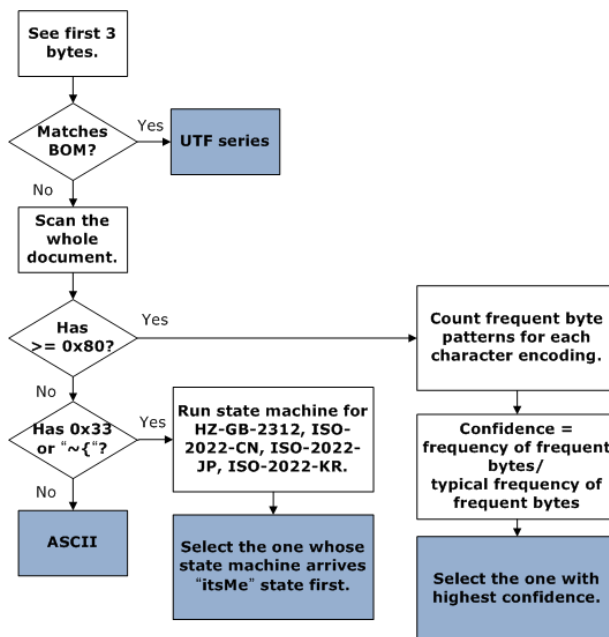 See first 3
bytes.
Matches
BOM?
Yes
UTF series
No
Scan the
whole
document.
Has
>= 0x80?
Yes
Count frequent byte
patterns for each
character encoding.
No
Has 0x33
or "~{"?
Yes
Run state machine for
HZ-GB-2312, ISO-
2022-CN, ISO-2022-
JP, ISO-2022-KR.
Confidence =
frequency of frequent
bytes/
typical frequency of
frequent bytes
No
ASCII
Select the one whose
state machine arrives
"itsMe" state first.
Select the one with
highest confidence.